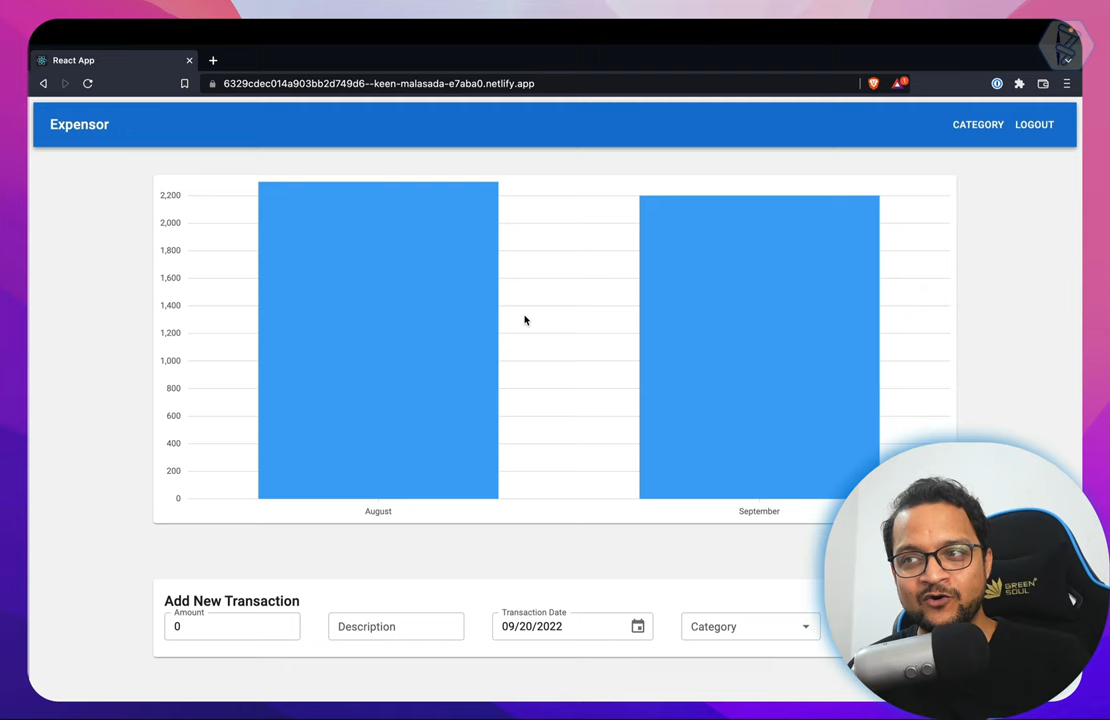 React App
6329cdec014a903bb2d749d6--keen-malasada-e7aba0.netlify.app
1
Expensor
CATEGORY
LOGOUT
2,200
2,000
1,800
1,600
1,400
1,200
1,000
800
600
400
200
0
August
September
Add New Transaction
Amount
0
Description
Transaction Date
09/20/2022
Category
GREEN
SOUL